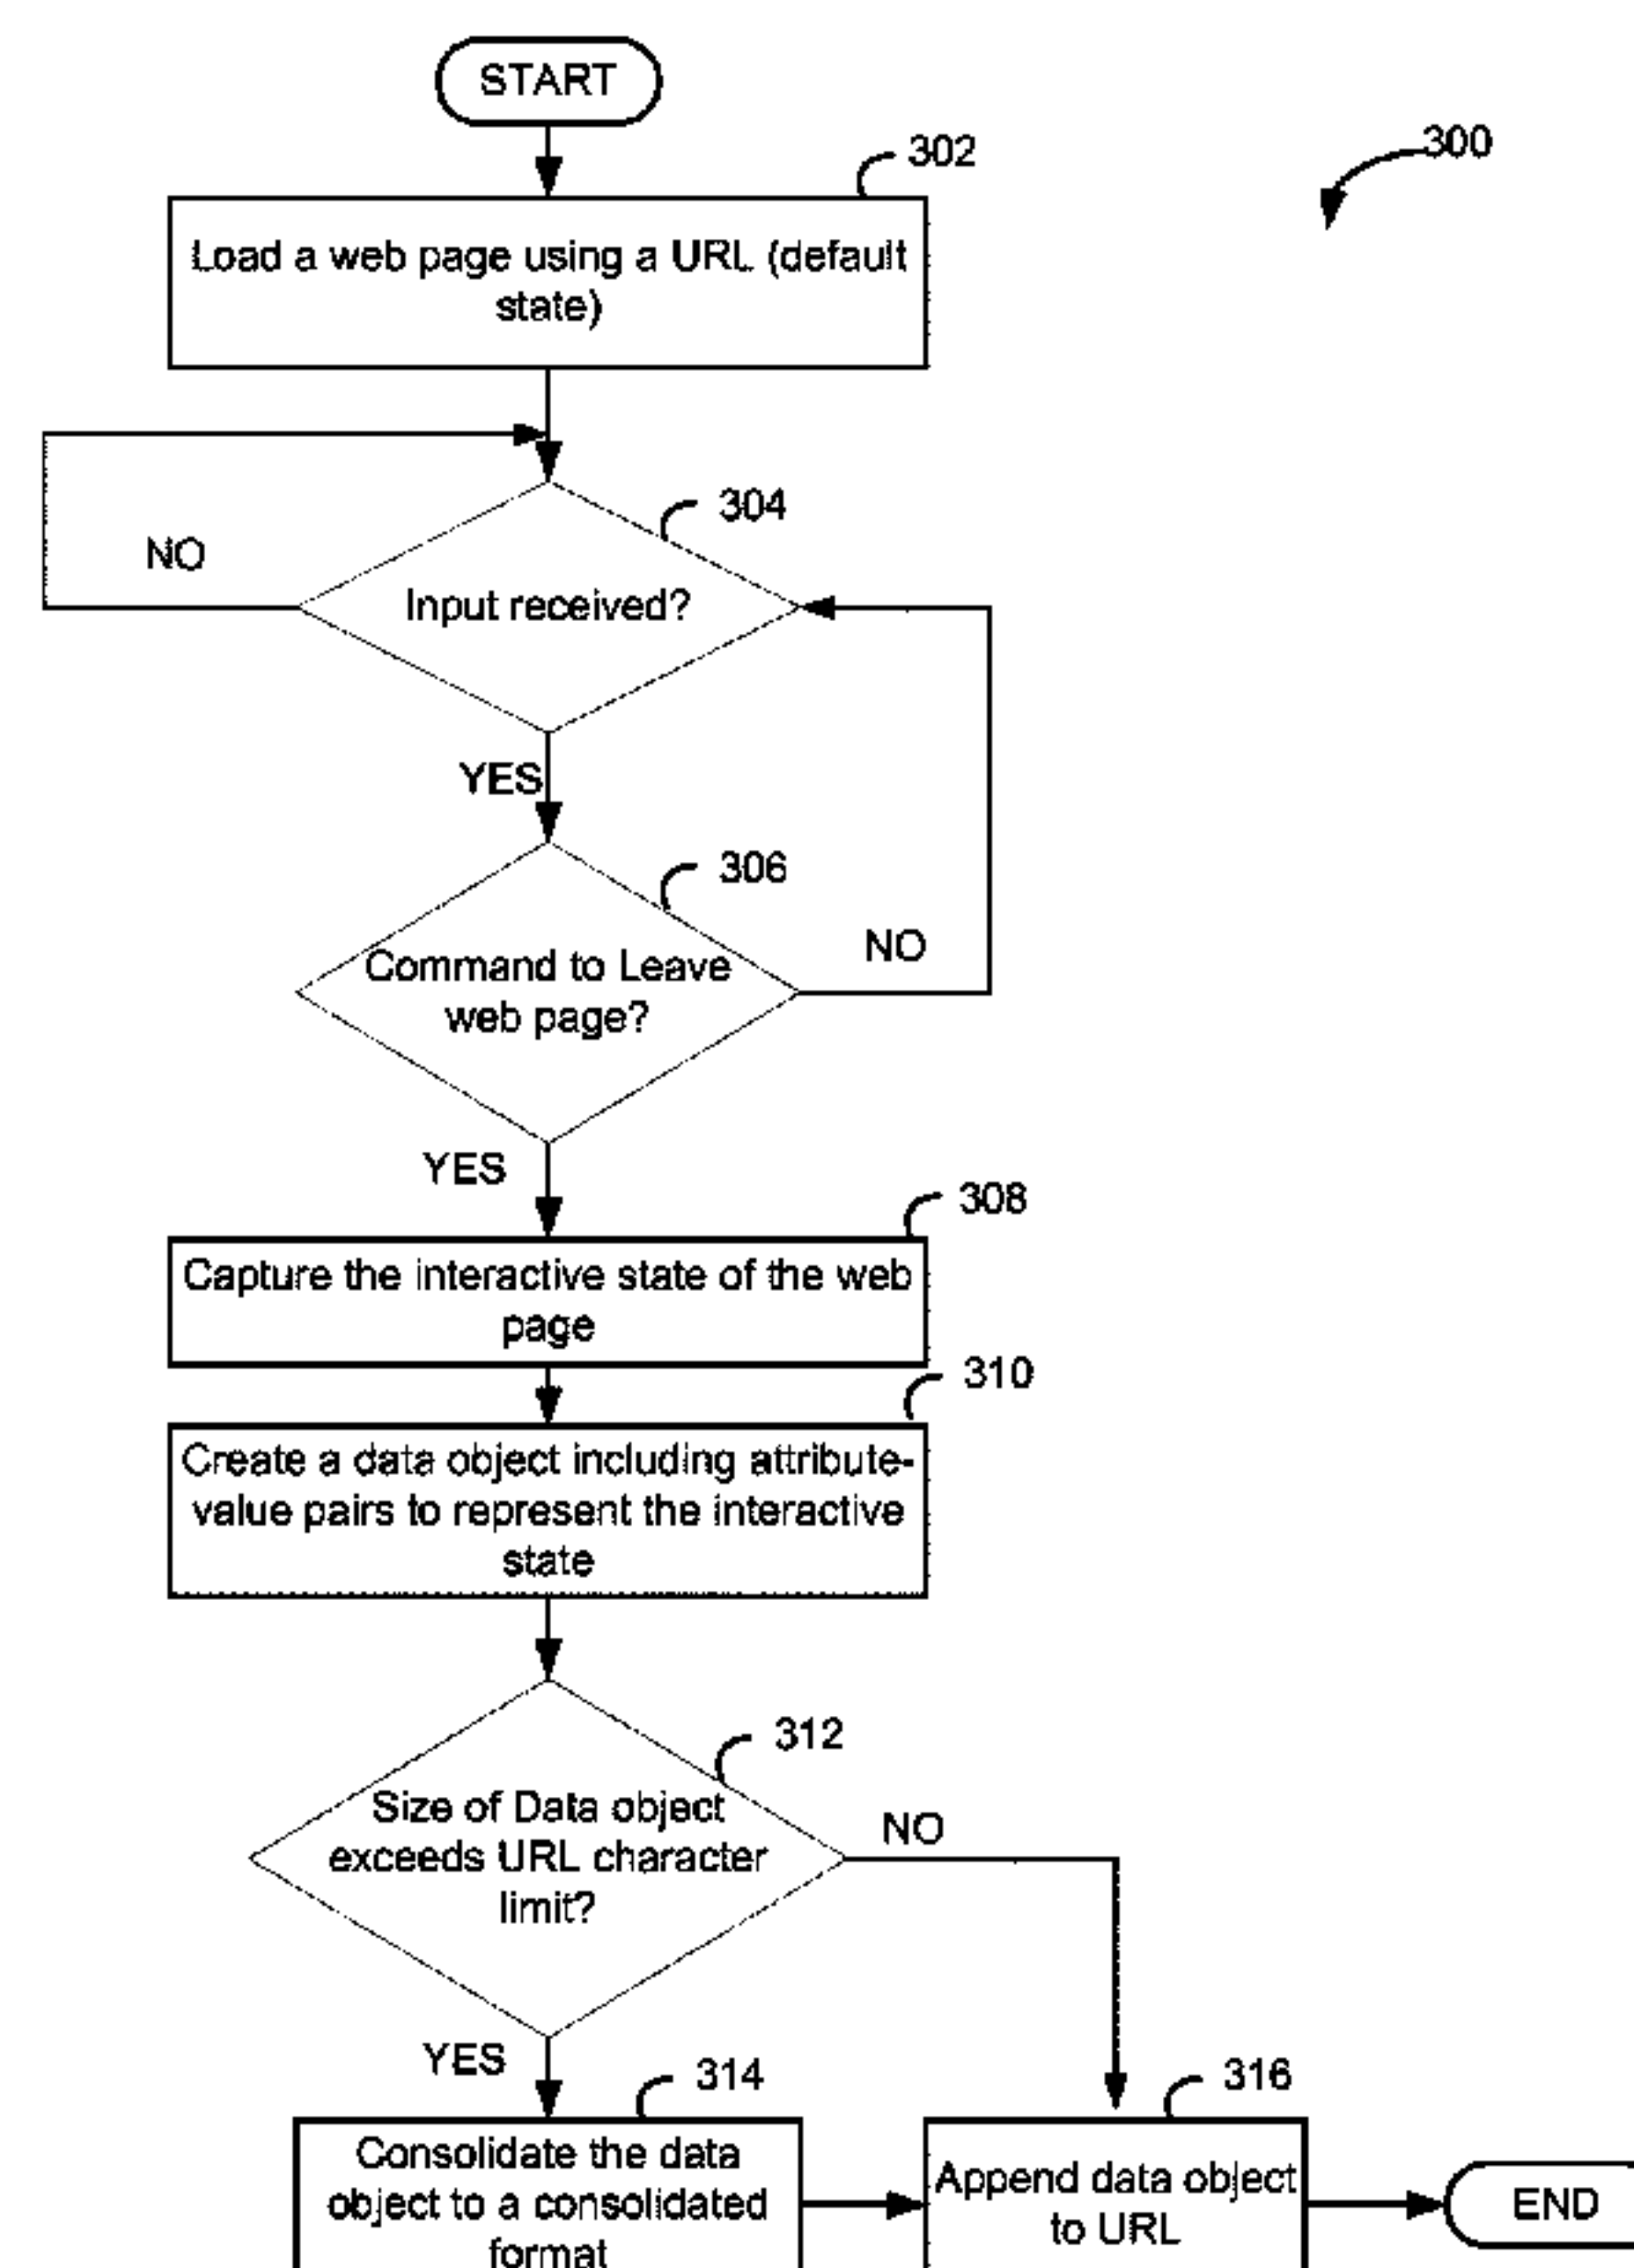 START
302
300
Load a web page using a URL (default
state)
304
NO
Input received?
YES
306
Command to Leave
web page?
NO
YES
308
Capture the interactive state of the web
page
310
Create a data object including attribute-
value pairs to represent the interactive
state
312
Size of Data object
exceeds URL character
limit?
NO
YES
314
316
Consolidate the data
object to a consolidated
format
Append data object
to URL
END